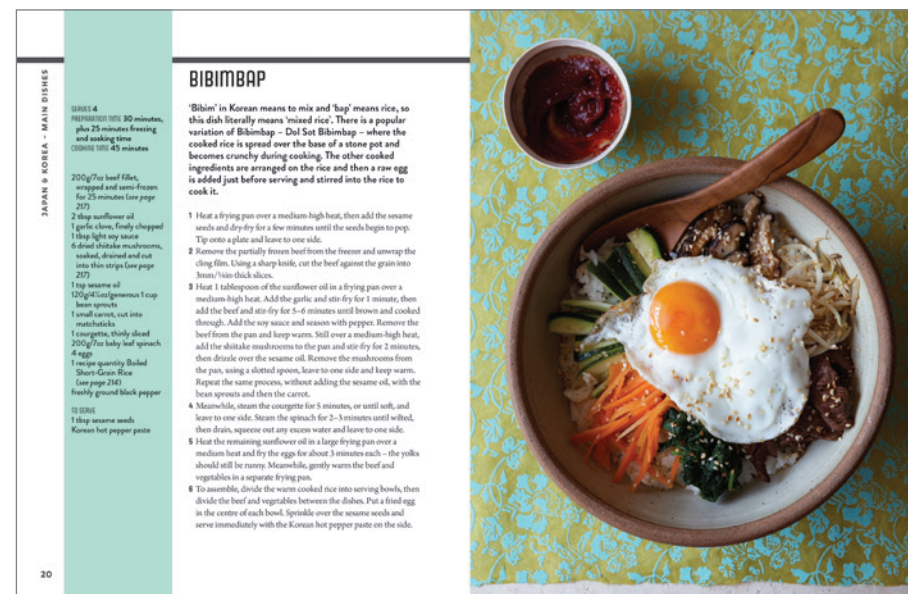 JAPAN & KOREA - MAIN DISHES
SERVES 4
PREPARATION TIME 30 minutes,
plus 25 minutes freezing
and soaking time
COOKING TIME 45 minutes
200g/7oz beef fillet,
wrapped and semi-frozen
for 25 minutes (see page
217)
2 tbsp sunflower oil
1 garlic clove, finely chopped
1 tbsp light soy sauce
6 dried shiitake mushrooms,
soaked, drained and cut
into thin strips (see page
217)
1 tsp sesame oil
120g/4¼oz/generous 1 cup
bean sprouts
1 small carrot, cut into
matchsticks
1 courgette, thinly sliced
200g/7oz baby leaf spinach
4 eggs
1 recipe quantity Boiled
Short-Grain Rice
(see page 214)
freshly ground black pepper
TO SERVE
1 tbsp sesame seeds
Korean hot pepper paste
BIBIMBAP
'Bibim' in Korean means to mix and 'bap' means rice, so
this dish literally means 'mixed rice'. There is a popular
variation of Bibimbap – Dol Sot Bibimbap – where the
cooked rice is spread over the base of a stone pot and
becomes crunchy during cooking. The other cooked
ingredients are arranged on the rice and then a raw egg
is added just before serving and stirred into the rice to
cook it.
1 Heat a frying pan over a medium-high heat, then add the sesame
seeds and dry-fry for a few minutes until the seeds begin to pop.
Tip onto a plate and leave to one side.
2 Remove the partially frozen beef from the freezer and unwrap the
cling film. Using a sharp knife, cut the beef against the grain into
3mm/⅛in-thick slices.
3 Heat 1 tablespoon of the sunflower oil in a frying pan over a
medium-high heat. Add the garlic and stir-fry for 1 minute, then
add the beef and stir-fry for 5–6 minutes until brown and cooked
through. Add the soy sauce and season with pepper. Remove the
beef from the pan and keep warm. Still over a medium-high heat,
add the shiitake mushrooms to the pan and stir-fry for 2 minutes,
then drizzle over the sesame oil. Remove the mushrooms from
the pan, using a slotted spoon, leave to one side and keep warm.
Repeat the same process, without adding the sesame oil, with the
bean sprouts and then the carrot.
4 Meanwhile, steam the courgette for 5 minutes, or until soft, and
leave to one side. Steam the spinach for 2–3 minutes until wilted,
then drain, squeeze out any excess water and leave to one side.
5 Heat the remaining sunflower oil in a large frying pan over a
medium heat and fry the eggs for about 3 minutes each – the yolks
should still be runny. Meanwhile, gently warm the beef and
vegetables in a separate frying pan.
6 To assemble, divide the warm cooked rice into serving bowls, then
divide the beef and vegetables between the dishes. Put a fried egg
in the centre of each bowl. Sprinkle over the sesame seeds and
serve immediately with the Korean hot pepper paste on the side.
20